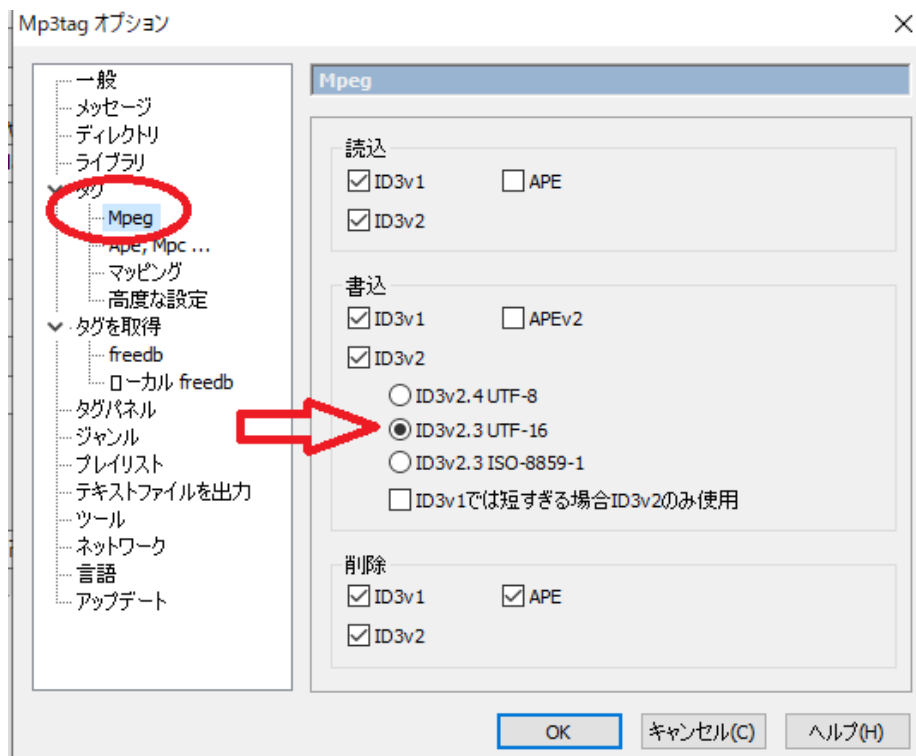 Mp3tag オプション
一般
メッセージ
ディレクトリ
ライブラリ
タグ
Mpeg
Ape, Mpc ...
マッピング
高度な設定
タグを取得
freedb
ローカル freedb
タグパネル
ジャンル
プレイリスト
テキストファイルを出力
ツール
ネットワーク
言語
アップデート
Mpeg
読込
ID3v1 APE
ID3v2
書込
ID3v1 APEv2
ID3v2
ID3v2.4 UTF-8
ID3v2.3 UTF-16
ID3v2.3 ISO-8859-1
ID3v1では短すぎる場合ID3v2のみ使用
削除
ID3v1 APE
ID3v2
OK キャンセル(C) ヘルプ(H)